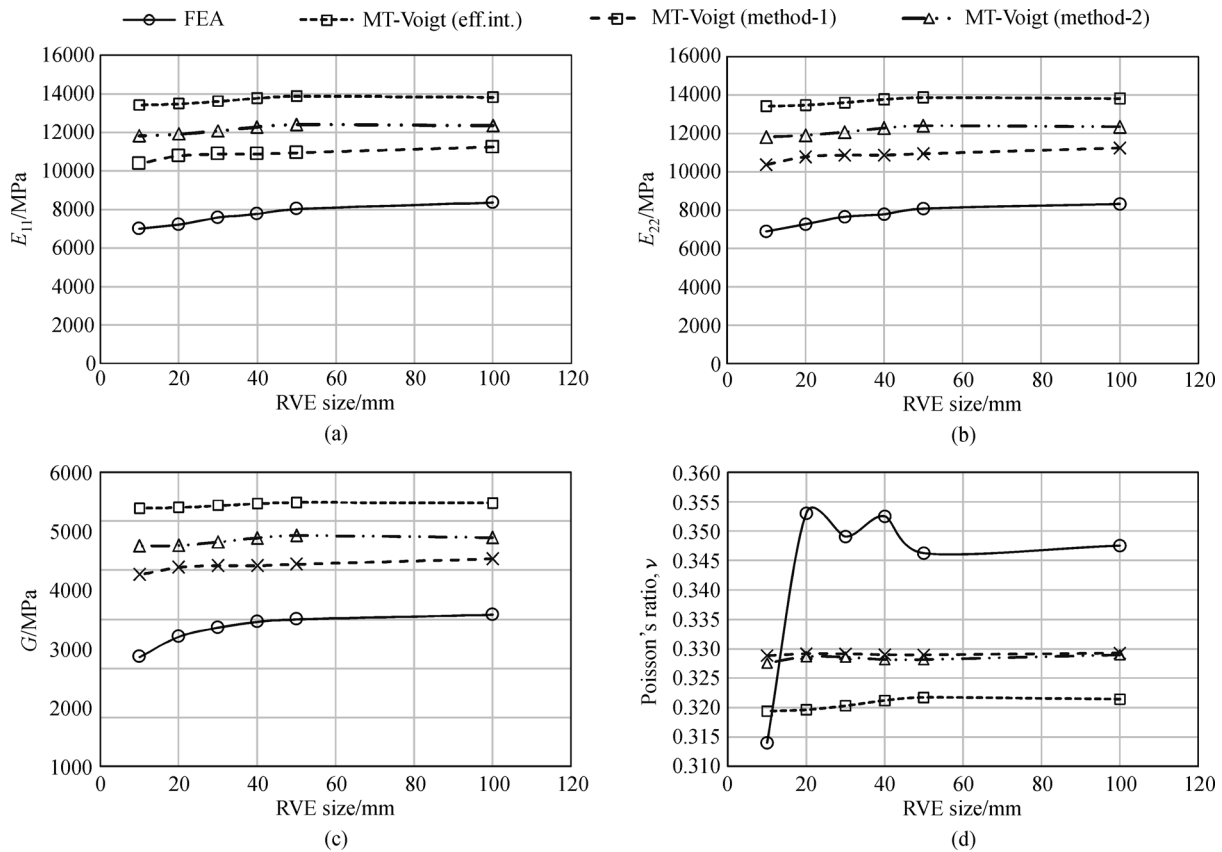 FEA MT-Voigt (eff.int.) MT-Voigt (method-1) MT-Voigt (method-2)
16000
14000
12000
10000
8000
6000
4000
2000
0
E11/MPa
0 20 40 60 80 100 120
RVE size/mm
(a)
16000
14000
12000
10000
8000
6000
4000
2000
0
E22/MPa
0 20 40 60 80 100 120
RVE size/mm
(b)
6000
5000
4000
3000
2000
1000
G/MPa
0 20 40 60 80 100 120
RVE size/mm
(c)
0.360
0.355
0.350
0.345
0.340
0.335
0.330
0.325
0.320
0.315
0.310
Poisson's ratio, ν
0 20 40 60 80 100 120
RVE size/mm
(d)